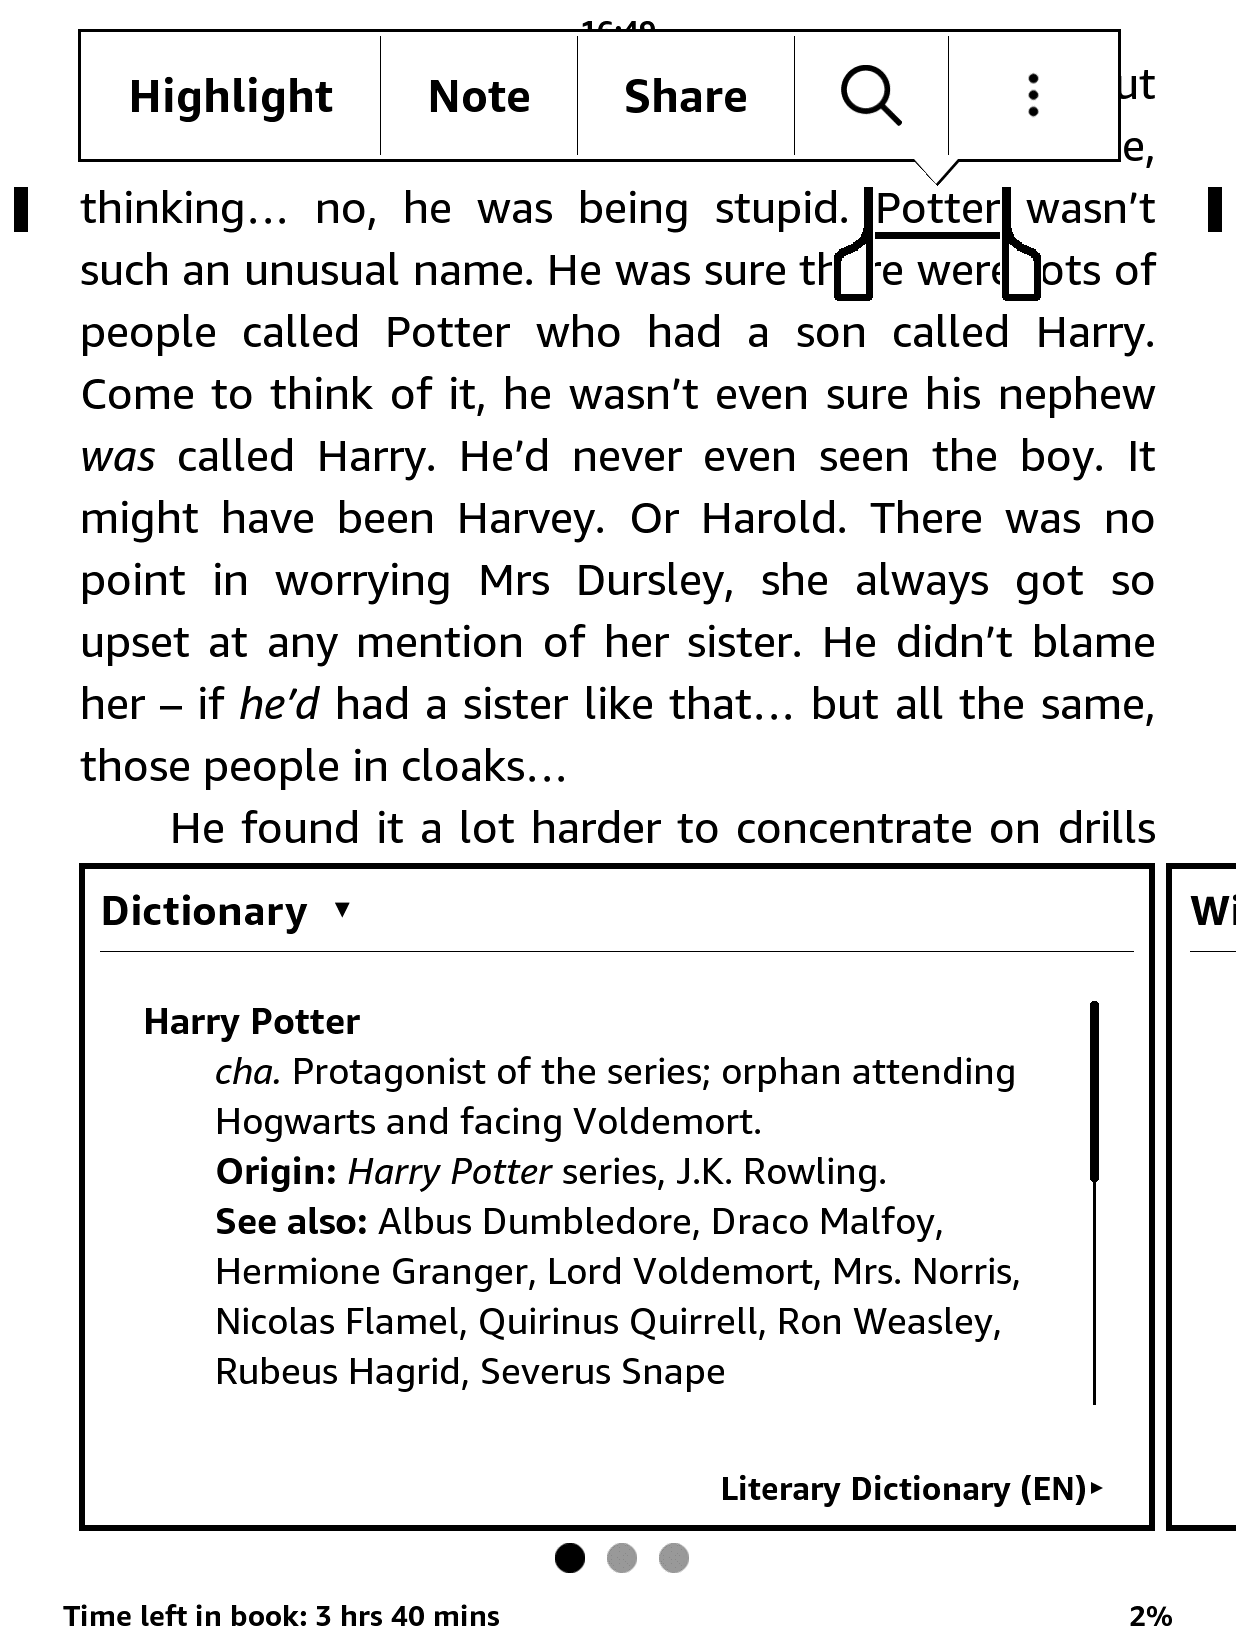 Highlight Note Share
ut
e,
thinking… no, he was being stupid. Potter wasn’t
such an unusual name. He was sure were ots of
people called Potter who had a son called Harry.
Come to think of it, he wasn’t even sure his nephew
was called Harry. He’d never even seen the boy. It
might have been Harvey. Or Harold. There was no
point in worrying Mrs Dursley, she always got so
upset at any mention of her sister. He didn’t blame
her – if he’d had a sister like that… but all the same,
those people in cloaks…
He found it a lot harder to concentrate on drills
Dictionary ▼
Harry Potter
cha. Protagonist of the series; orphan attending
Hogwarts and facing Voldemort.
Origin: Harry Potter series, J.K. Rowling.
See also: Albus Dumbledore, Draco Malfoy,
Hermione Granger, Lord Voldemort, Mrs. Norris,
Nicolas Flamel, Quirinus Quirrell, Ron Weasley,
Rubeus Hagrid, Severus Snape
Literary Dictionary (EN)▸
Wi
Time left in book: 3 hrs 40 mins 2%